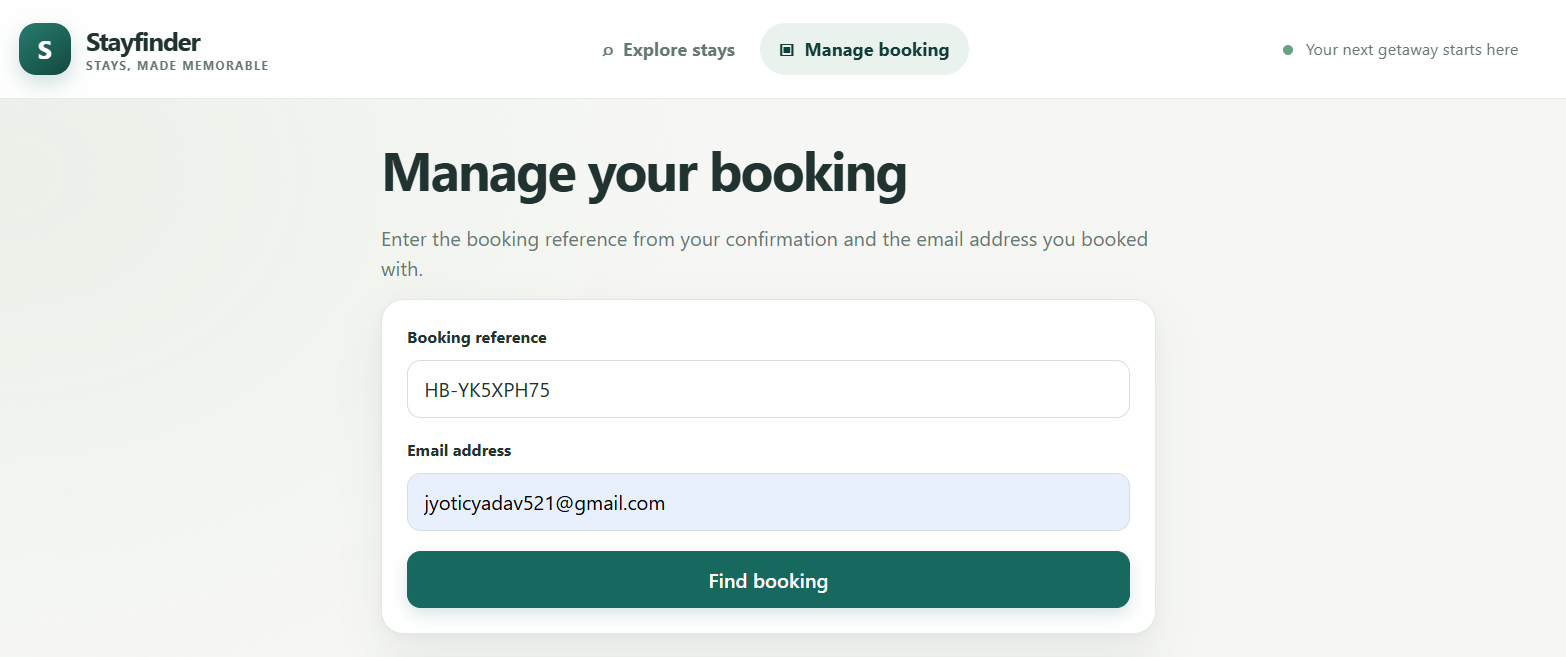 S
Stayfinder
STAYS, MADE MEMORABLE
Explore stays
Manage booking
Your next getaway starts here
Manage your booking
Enter the booking reference from your confirmation and the email address you booked
with.
Booking reference
HB-YK5XPH75
Email address
jyoticyadav521@gmail.com
Find booking